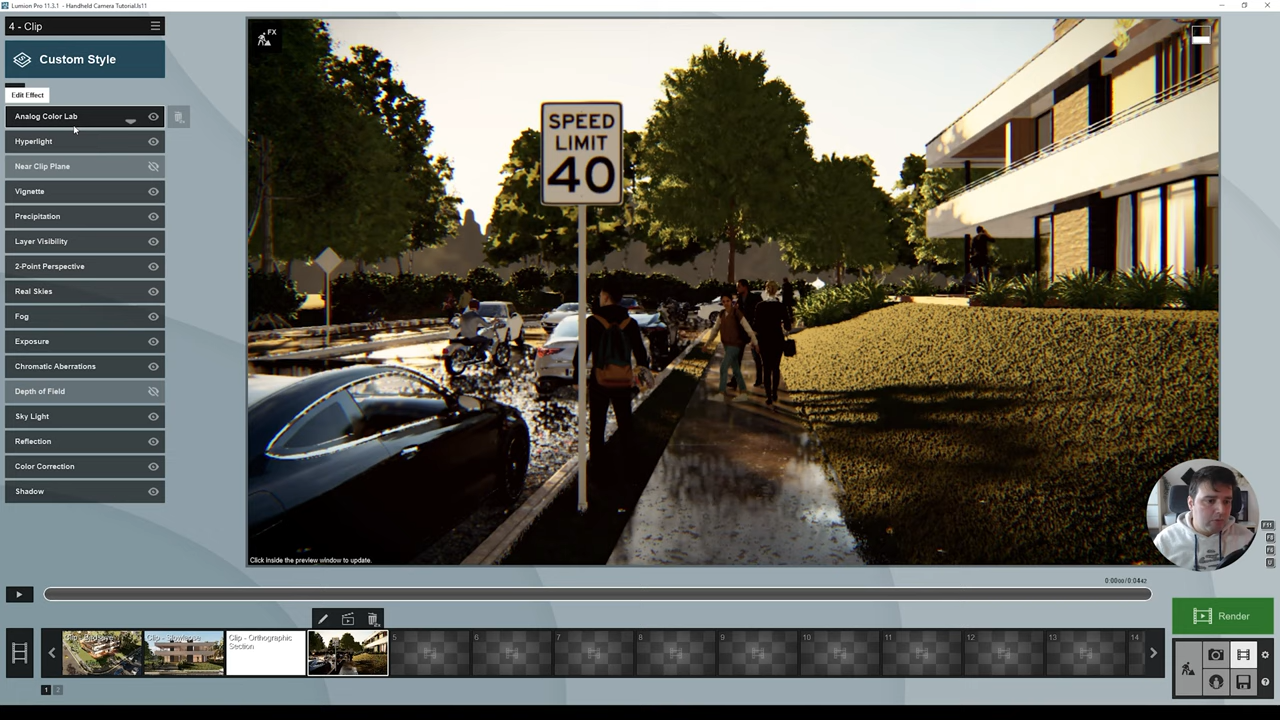 Lumion Pro 11.3.1 - Handheld Camera Tutorial.ls11
4 - Clip
Custom Style
Edit Effect
Analog Color Lab
Hyperlight
Near Clip Plane
Vignette
Precipitation
Layer Visibility
2-Point Perspective
Real Skies
Fog
Exposure
Chromatic Aberrations
Depth of Field
Sky Light
Reflection
Color Correction
Shadow
FX
SPEED
LIMIT
40
Click inside the preview window to update.
F11
F8
U
Render
Clip - Orthographic
Section
5
6
7
8
9
10
11
12
13
14
1
2